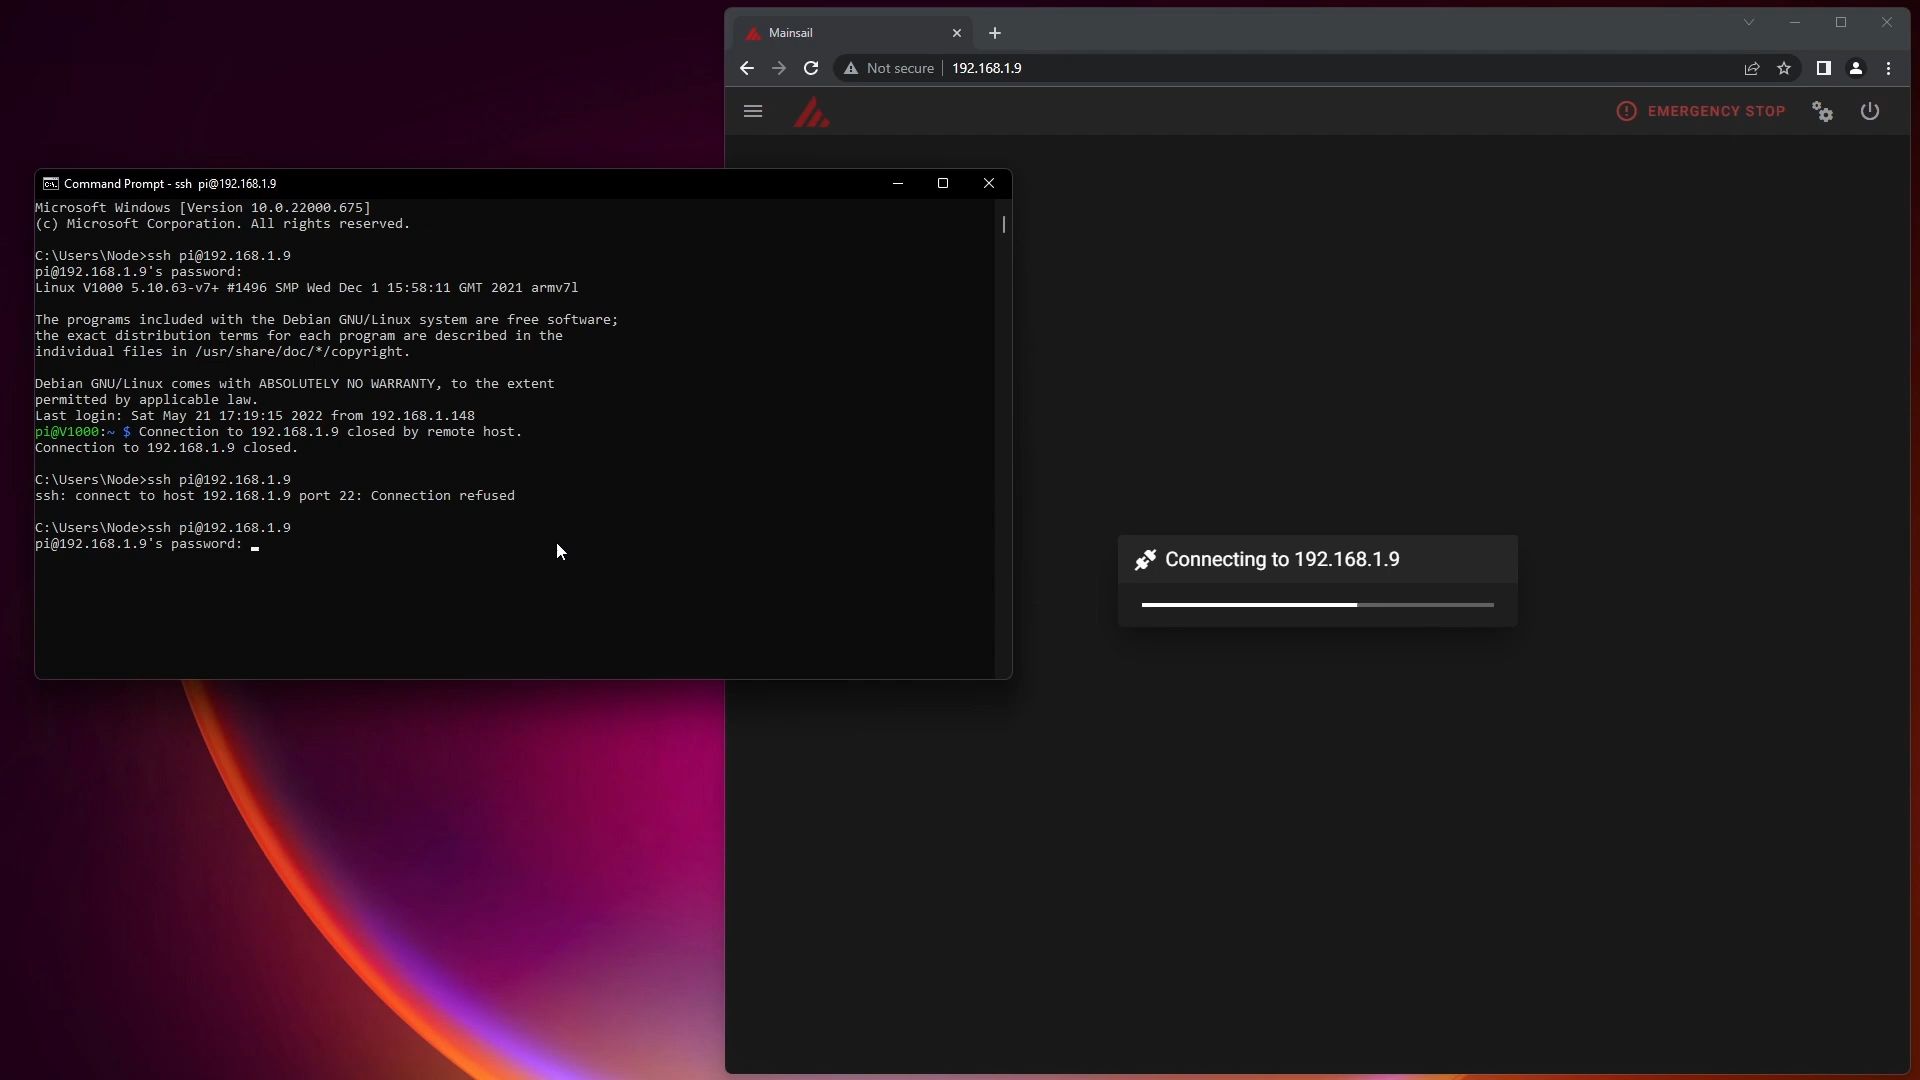 Mainsail
Not secure
192.168.1.9
EMERGENCY STOP
Command Prompt - ssh pi@192.168.1.9
Microsoft Windows [Version 10.0.22000.675]
(c) Microsoft Corporation. All rights reserved.
C:\Users\Node>ssh pi@192.168.1.9
pi@192.168.1.9's password:
Linux V1000 5.10.63-v7+ #1496 SMP Wed Dec 1 15:58:11 GMT 2021 armv7l
The programs included with the Debian GNU/Linux system are free software;
the exact distribution terms for each program are described in the
individual files in /usr/share/doc/*/copyright.
Debian GNU/Linux comes with ABSOLUTELY NO WARRANTY, to the extent
permitted by applicable law.
Last login: Sat May 21 17:19:15 2022 from 192.168.1.148
pi@V1000:~ $ Connection to 192.168.1.9 closed by remote host.
Connection to 192.168.1.9 closed.
C:\Users\Node>ssh pi@192.168.1.9
ssh: connect to host 192.168.1.9 port 22: Connection refused
C:\Users\Node>ssh pi@192.168.1.9
pi@192.168.1.9's password:
Connecting to 192.168.1.9